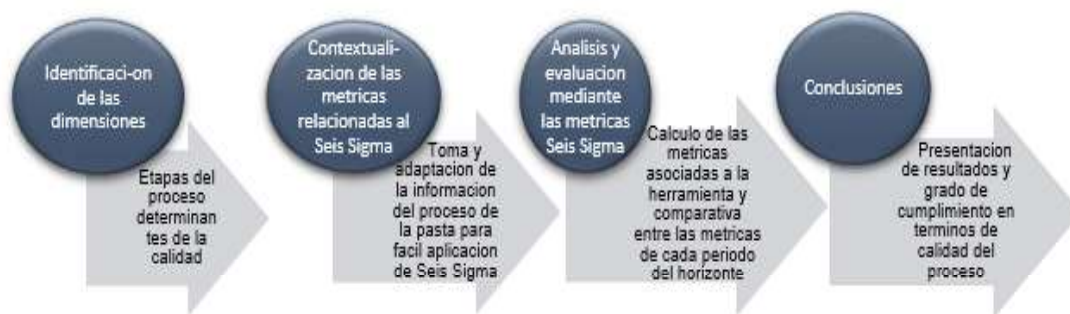 Identificaci-on
de las
dimensiones
Etapas del
proceso
determinan
tes de la
calidad
Contextuali-
zacion de las
metricas
relacionadas al
Seis Sigma
Toma y
adaptacion de
la informacion
del proceso de
la pasta para
facil aplicacion
de Seis Sigma
Analisis y
evaluacion
mediante
las metricas
Seis Sigma
Calculo de las
metricas
asociadas a la
herramienta y
comparativa
entre las metricas
de cada periodo
del horizonte
Conclusiones
Presentacion
de resultados y
grado de
cumplimiento en
terminos de
calidad del
proceso